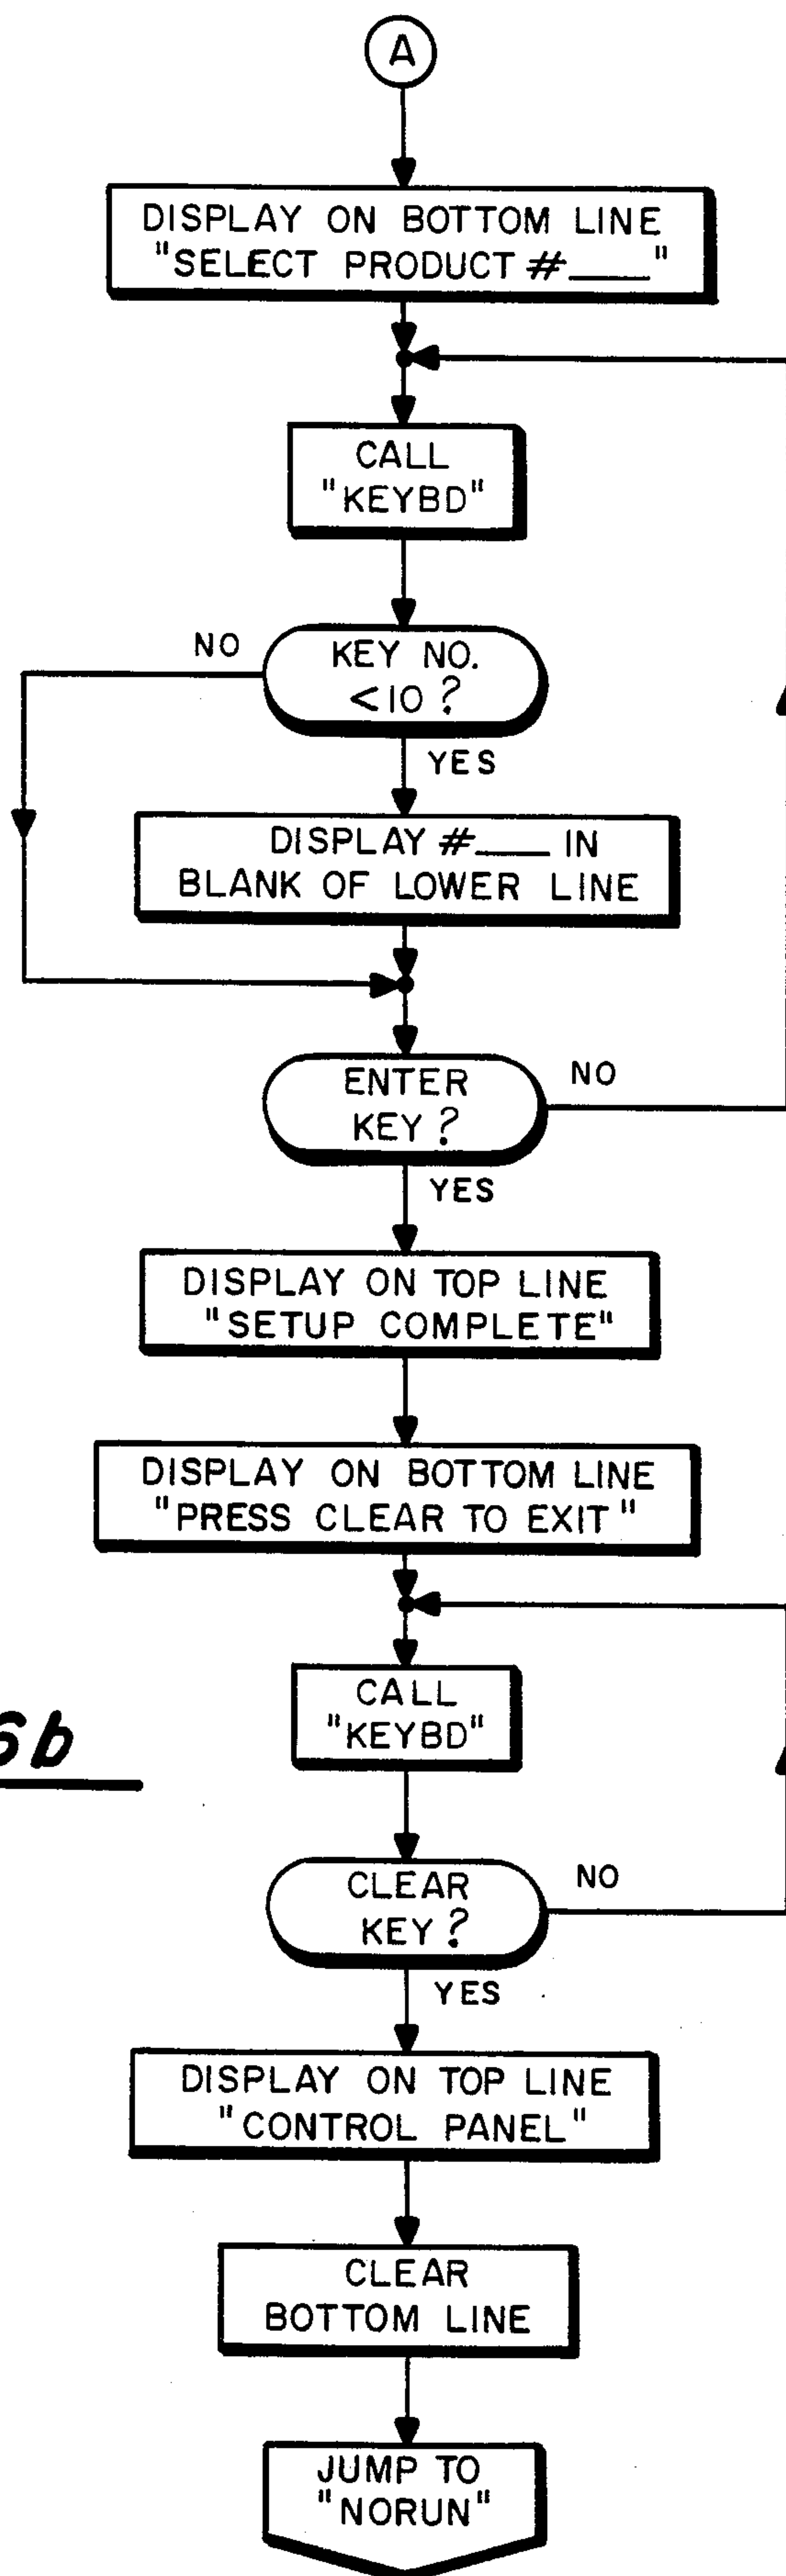 A
DISPLAY ON BOTTOM LINE
"SELECT PRODUCT #____"
CALL
"KEYBD"
NO
KEY NO.
<10?
YES
DISPLAY #____ IN
BLANK OF LOWER LINE
ENTER
KEY?
NO
YES
DISPLAY ON TOP LINE
"SETUP COMPLETE"
DISPLAY ON BOTTOM LINE
"PRESS CLEAR TO EXIT"
CALL
"KEYBD"
6b
CLEAR
KEY?
NO
YES
DISPLAY ON TOP LINE
"CONTROL PANEL"
CLEAR
BOTTOM LINE
JUMP TO
"NORUN"